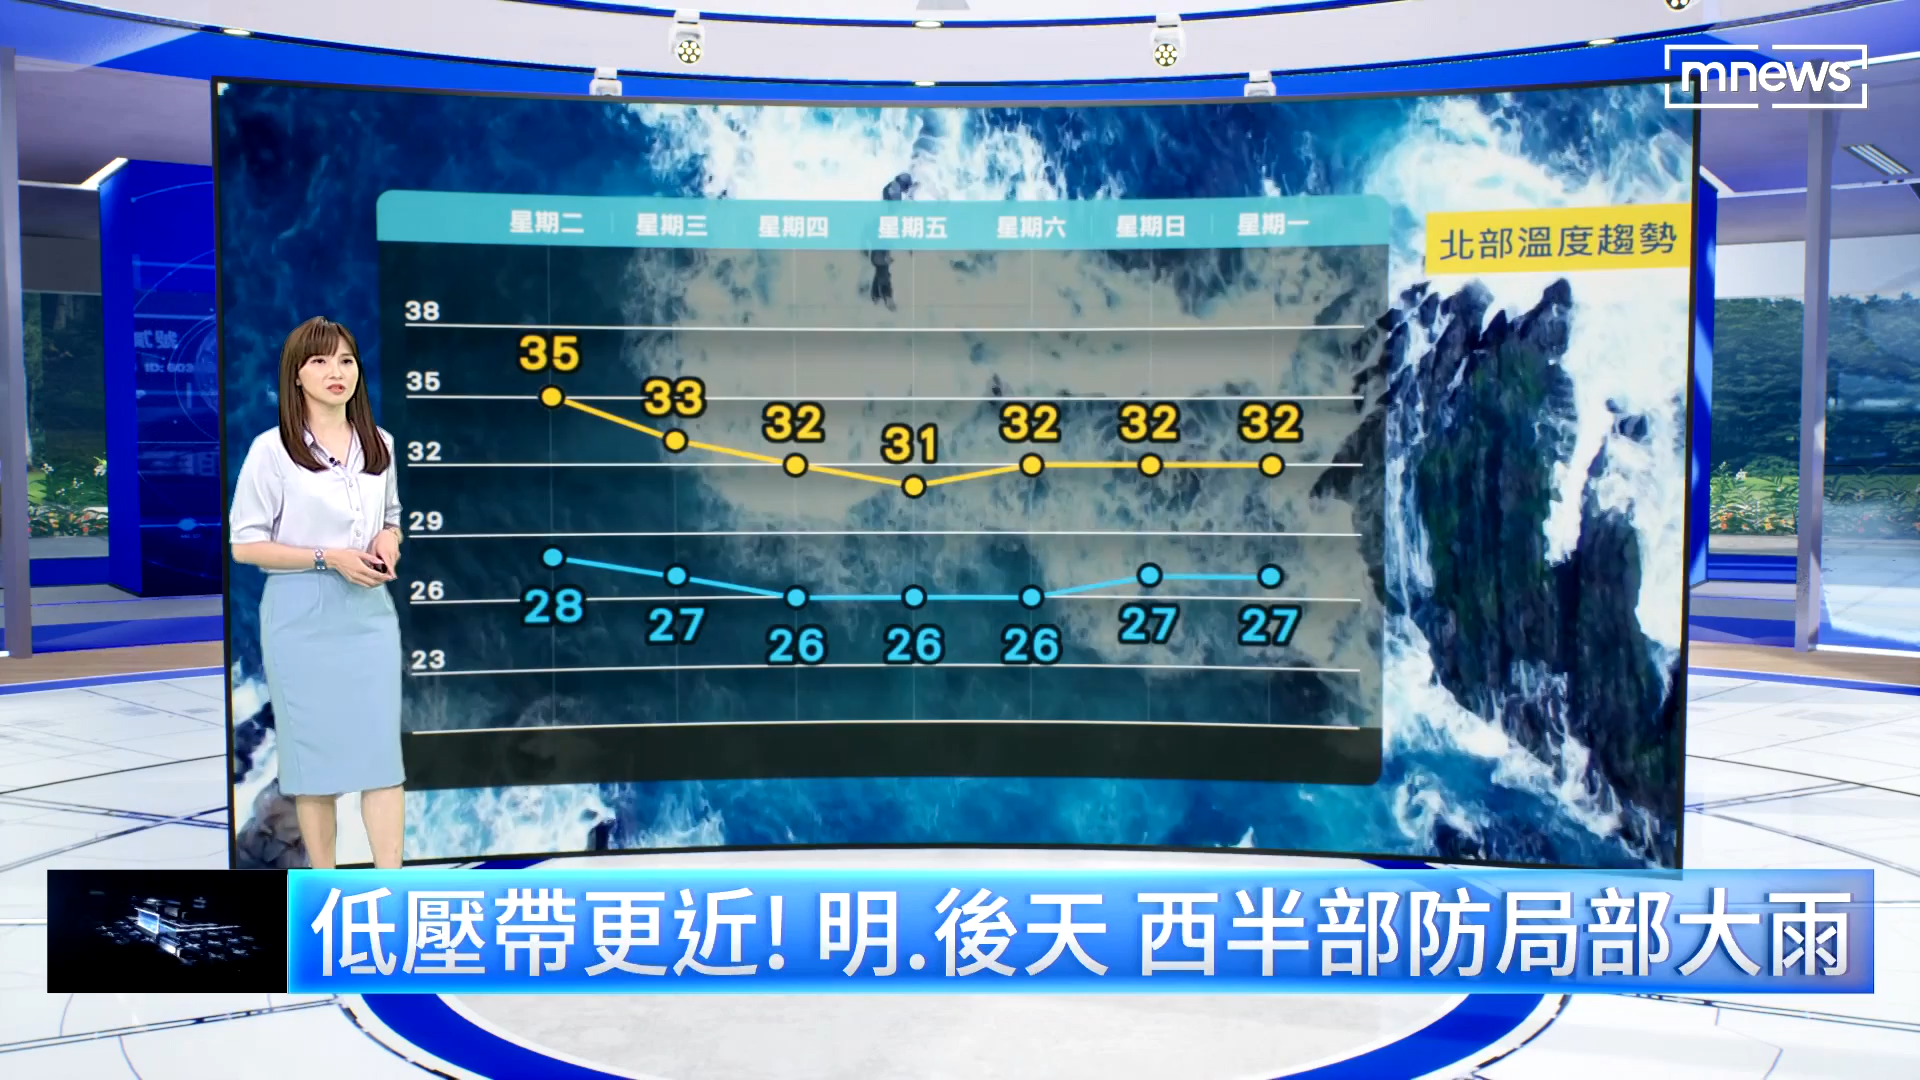 mnews
星期二 星期三 星期四 星期五 星期六 星期日 星期一
北部溫度趨勢
38
35
32
29
26
23
35 33 32 31 32 32 32
28 27 26 26 26 27 27
低壓帶更近! 明.後天 西半部防局部大雨